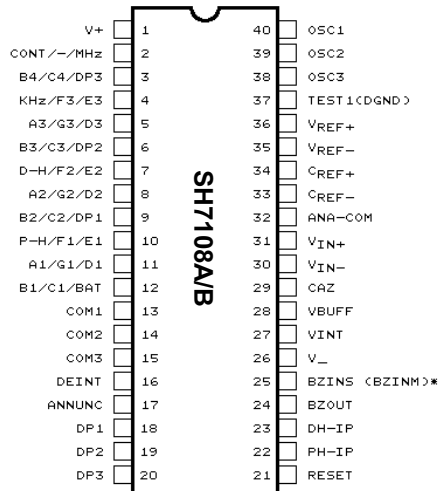 V+ 1 40 OSC1
CONT/-/MHz 2 39 OSC2
B4/C4/DP3 3 38 OSC3
KHz/F3/E3 4 37 TEST1(DGND)
A3/G3/D3 5 36 VREF+
B3/C3/DP2 6 35 VREF-
D-H/F2/E2 7 34 CREF+
A2/G2/D2 8 33 CREF-
B2/C2/DP1 9 32 ANA-COM
P-H/F1/E1 10 31 VIN+
A1/G1/D1 11 30 VIN-
B1/C1/BAT 12 29 CAZ
COM1 13 28 VBUFF
COM2 14 27 VINT
COM3 15 26 V_
DEINT 16 25 BZINS (BZINM)*
ANNUNC 17 24 BZOUT
DP1 18 23 DH-IP
DP2 19 22 PH-IP
DP3 20 21 RESET
SH7108A/B